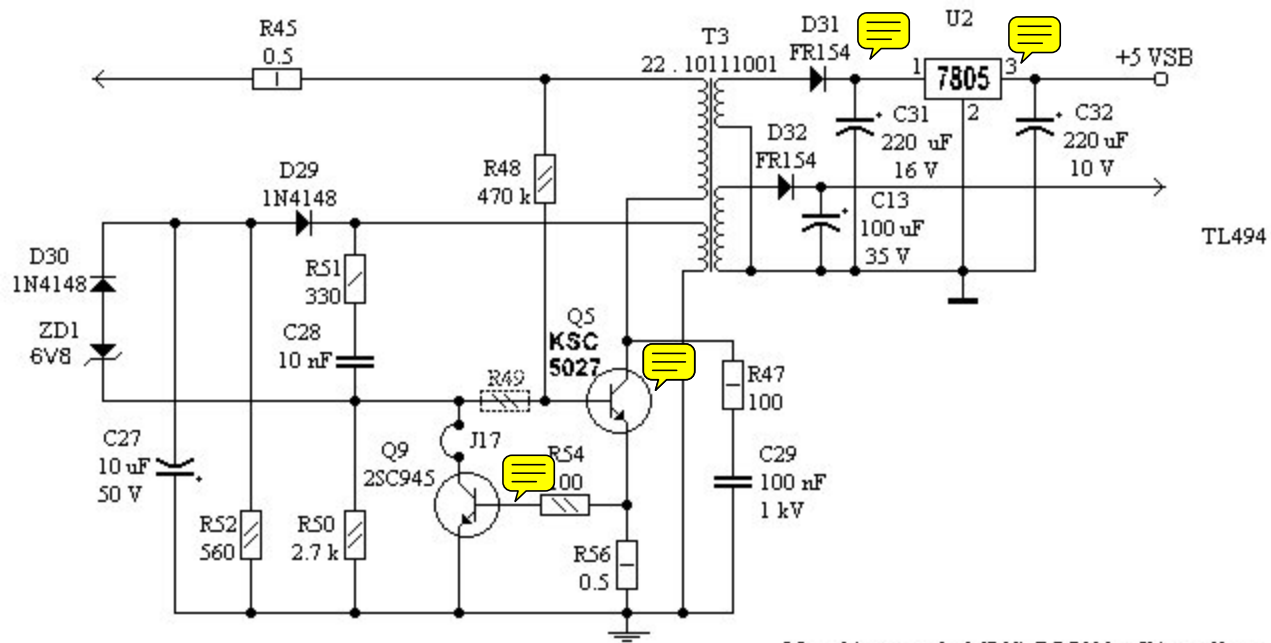 R45
0.5
T3
22 . 10111001
D31
FR154
U2
1
7805
3
2
+5 VSB
C31
220 uF
16 V
C32
220 uF
10 V
D32
FR154
C13
100 uF
35 V
TL494
R48
470 k
D29
1N4148
D30
1N4148
ZD1
6V8
R51
330
C28
10 nF
R49
Q5
KSC
5027
R47
100
C27
10 uF
50 V
Q9
2SC945
J17
R54
C29
100 nF
1 kV
R52
560
R50
2.7 k
R56
0.5